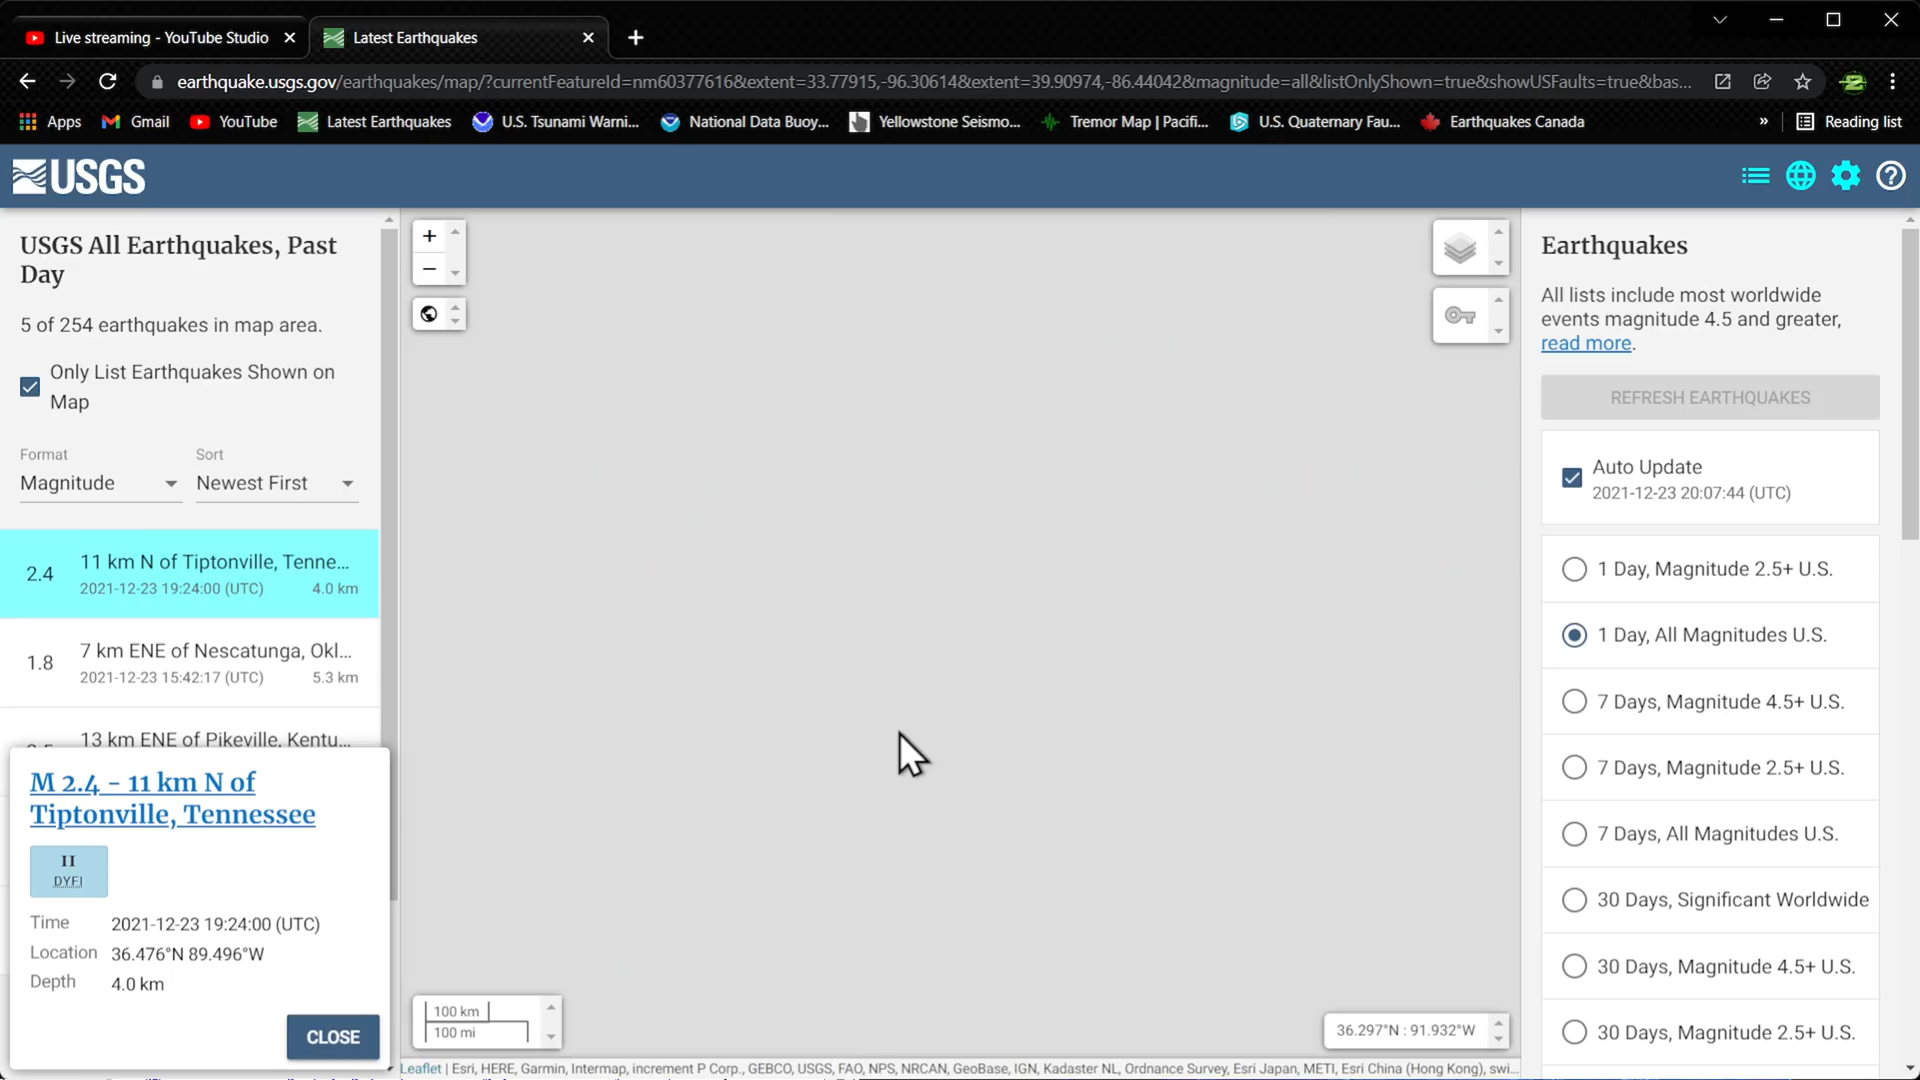 Live streaming - YouTube Studio
Latest Earthquakes
earthquake.usgs.gov/earthquakes/map/?currentFeatureId=nm60377616&extent=33.77915,-96.30614&extent=39.90974,-86.44042&magnitude=all&listOnlyShown=true&showUSFaults=true&bas...
Apps
Gmail
YouTube
Latest Earthquakes
U.S. Tsunami Warni...
National Data Buoy...
Yellowstone Seismo...
Tremor Map | Pacifi...
U.S. Quaternary Fau...
Earthquakes Canada
»
Reading list
USGS
USGS All Earthquakes, Past
Day
5 of 254 earthquakes in map area.
Only List Earthquakes Shown on
Map
Format
Sort
Magnitude
Newest First
2.4
11 km N of Tiptonville, Tenne...
2021-12-23 19:24:00 (UTC)
4.0 km
1.8
7 km ENE of Nescatunga, Okl...
2021-12-23 15:42:17 (UTC)
5.3 km
13 km ENE of Pikeville, Kentu...
M 2.4 - 11 km N of
Tiptonville, Tennessee
II
DYFI
Time 2021-12-23 19:24:00 (UTC)
Location 36.476°N 89.496°W
Depth 4.0 km
CLOSE
+
−
100 km
100 mi
36.297°N : 91.932°W
Leaflet | Esri, HERE, Garmin, Intermap, increment P Corp., GEBCO, USGS, FAO, NPS, NRCAN, GeoBase, IGN, Kadaster NL, Ordnance Survey, Esri Japan, METI, Esri China (Hong Kong), swi...
Earthquakes
All lists include most worldwide
events magnitude 4.5 and greater,
read more.
REFRESH EARTHQUAKES
Auto Update
2021-12-23 20:07:44 (UTC)
1 Day, Magnitude 2.5+ U.S.
1 Day, All Magnitudes U.S.
7 Days, Magnitude 4.5+ U.S.
7 Days, Magnitude 2.5+ U.S.
7 Days, All Magnitudes U.S.
30 Days, Significant Worldwide
30 Days, Magnitude 4.5+ U.S.
30 Days, Magnitude 2.5+ U.S.